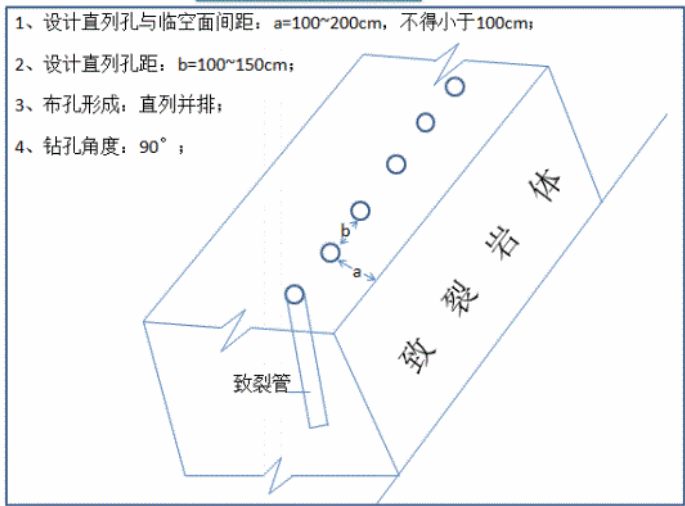 1、设计直列孔与临空面间距：a=100~200cm，不得小于100cm；
2、设计直列孔距：b=100~150cm；
3、布孔形成：直列并排；
4、钻孔角度：90°；
b
a
致裂岩体
致裂管